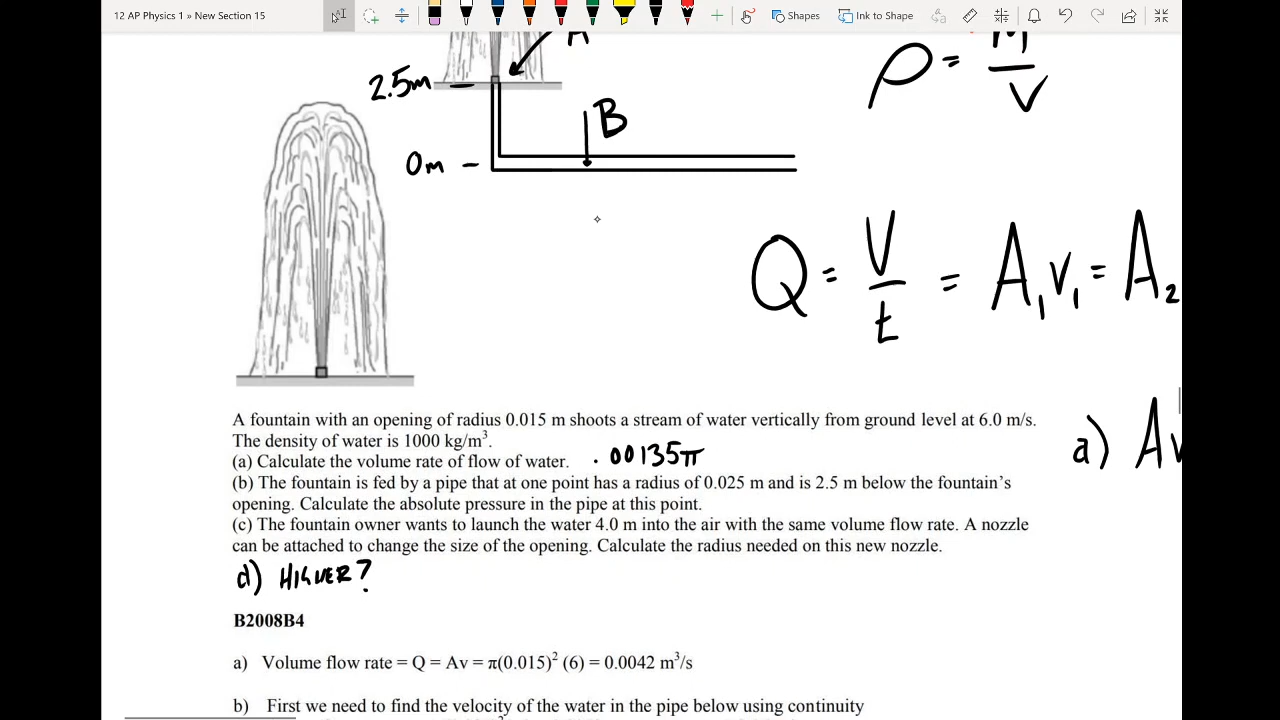 12 AP Physics 1 » New Section 15
Shapes
Ink to Shape
A
2.5m
B
0m
ρ = M/V
Q = V/t = A₁v₁ = A₂
A fountain with an opening of radius 0.015 m shoots a stream of water vertically from ground level at 6.0 m/s.
The density of water is 1000 kg/m³.
(a) Calculate the volume rate of flow of water. .00135π
(b) The fountain is fed by a pipe that at one point has a radius of 0.025 m and is 2.5 m below the fountain's
opening. Calculate the absolute pressure in the pipe at this point.
(c) The fountain owner wants to launch the water 4.0 m into the air with the same volume flow rate. A nozzle
can be attached to change the size of the opening. Calculate the radius needed on this new nozzle.
a) Av
d) HIGHER?
B2008B4
a) Volume flow rate = Q = Av = π(0.015)² (6) = 0.0042 m³/s
b) First we need to find the velocity of the water in the pipe below using continuity